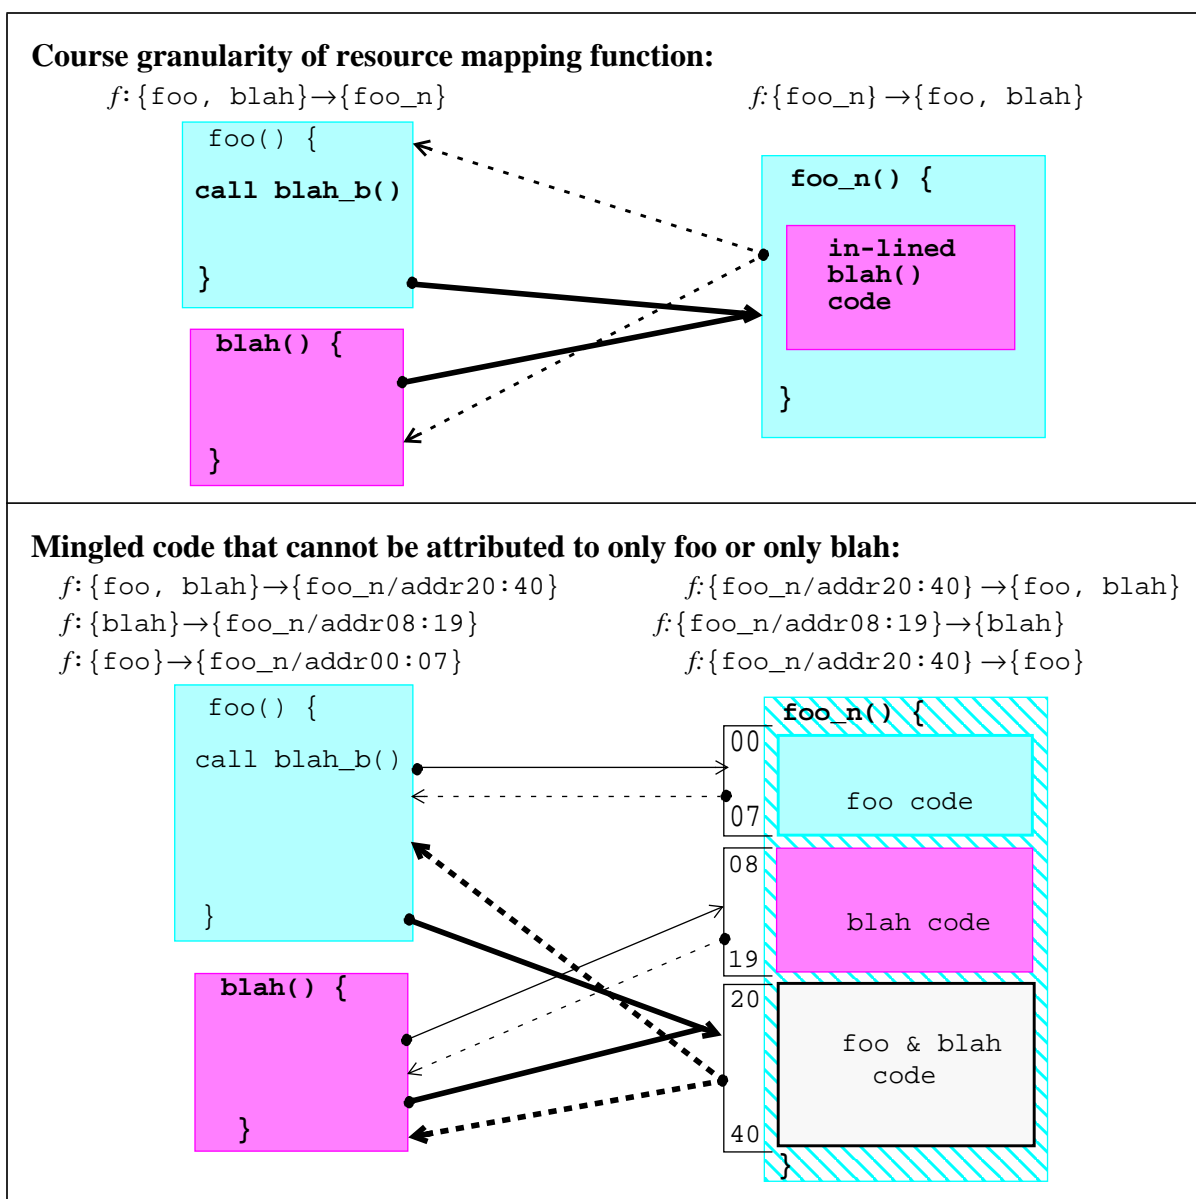 Course granularity of resource mapping function:
f: {foo, blah}→{foo_n}
f: {foo_n}→{foo, blah}
foo() {
call blah_b()
}
blah() {
}
foo_n() {
in-lined
blah()
code
}
Mingled code that cannot be attributed to only foo or only blah:
f: {foo, blah}→{foo_n/addr20:40}
f: {blah}→{foo_n/addr08:19}
f: {foo}→{foo_n/addr00:07}
f: {foo_n/addr20:40}→{foo, blah}
f: {foo_n/addr08:19}→{blah}
f: {foo_n/addr20:40}→{foo}
foo() {
call blah_b()
}
blah() {
}
foo_n() {
00
foo code
07
08
blah code
19
20
foo & blah
code
40
}